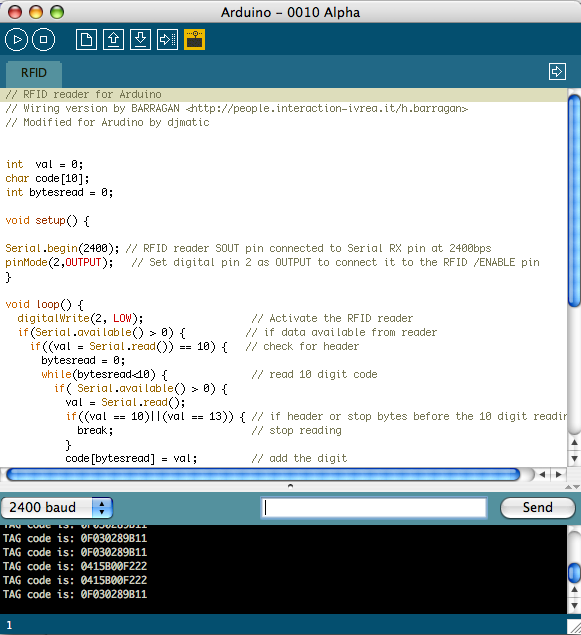 Arduino - 0010 Alpha
RFID
// RFID reader for Arduino
// Wiring version by BARRAGAN <http://people.interaction-ivrea.it/h.barragan>
// Modified for Arudino by djmatic
int  val = 0;
char code[10];
int bytesread = 0;
void setup() {
Serial.begin(2400); // RFID reader SOUT pin connected to Serial RX pin at 2400bps
pinMode(2,OUTPUT);   // Set digital pin 2 as OUTPUT to connect it to the RFID /ENABLE pin
}
void loop() {
  digitalWrite(2, LOW);                  // Activate the RFID reader
  if(Serial.available() > 0) {          // if data available from reader
    if((val = Serial.read()) == 10) {   // check for header
      bytesread = 0;
      while(bytesread<10) {              // read 10 digit code
        if( Serial.available() > 0) {
          val = Serial.read();
          if((val == 10)||(val == 13)) { // if header or stop bytes before the 10 digit readin
            break;                       // stop reading
          }
          code[bytesread] = val;         // add the digit
2400 baud
Send
TAG code is: 0F030289B11
TAG code is: 0F030289B11
TAG code is: 0F030289B11
TAG code is: 0415B00F222
TAG code is: 0415B00F222
TAG code is: 0F030289B11
1